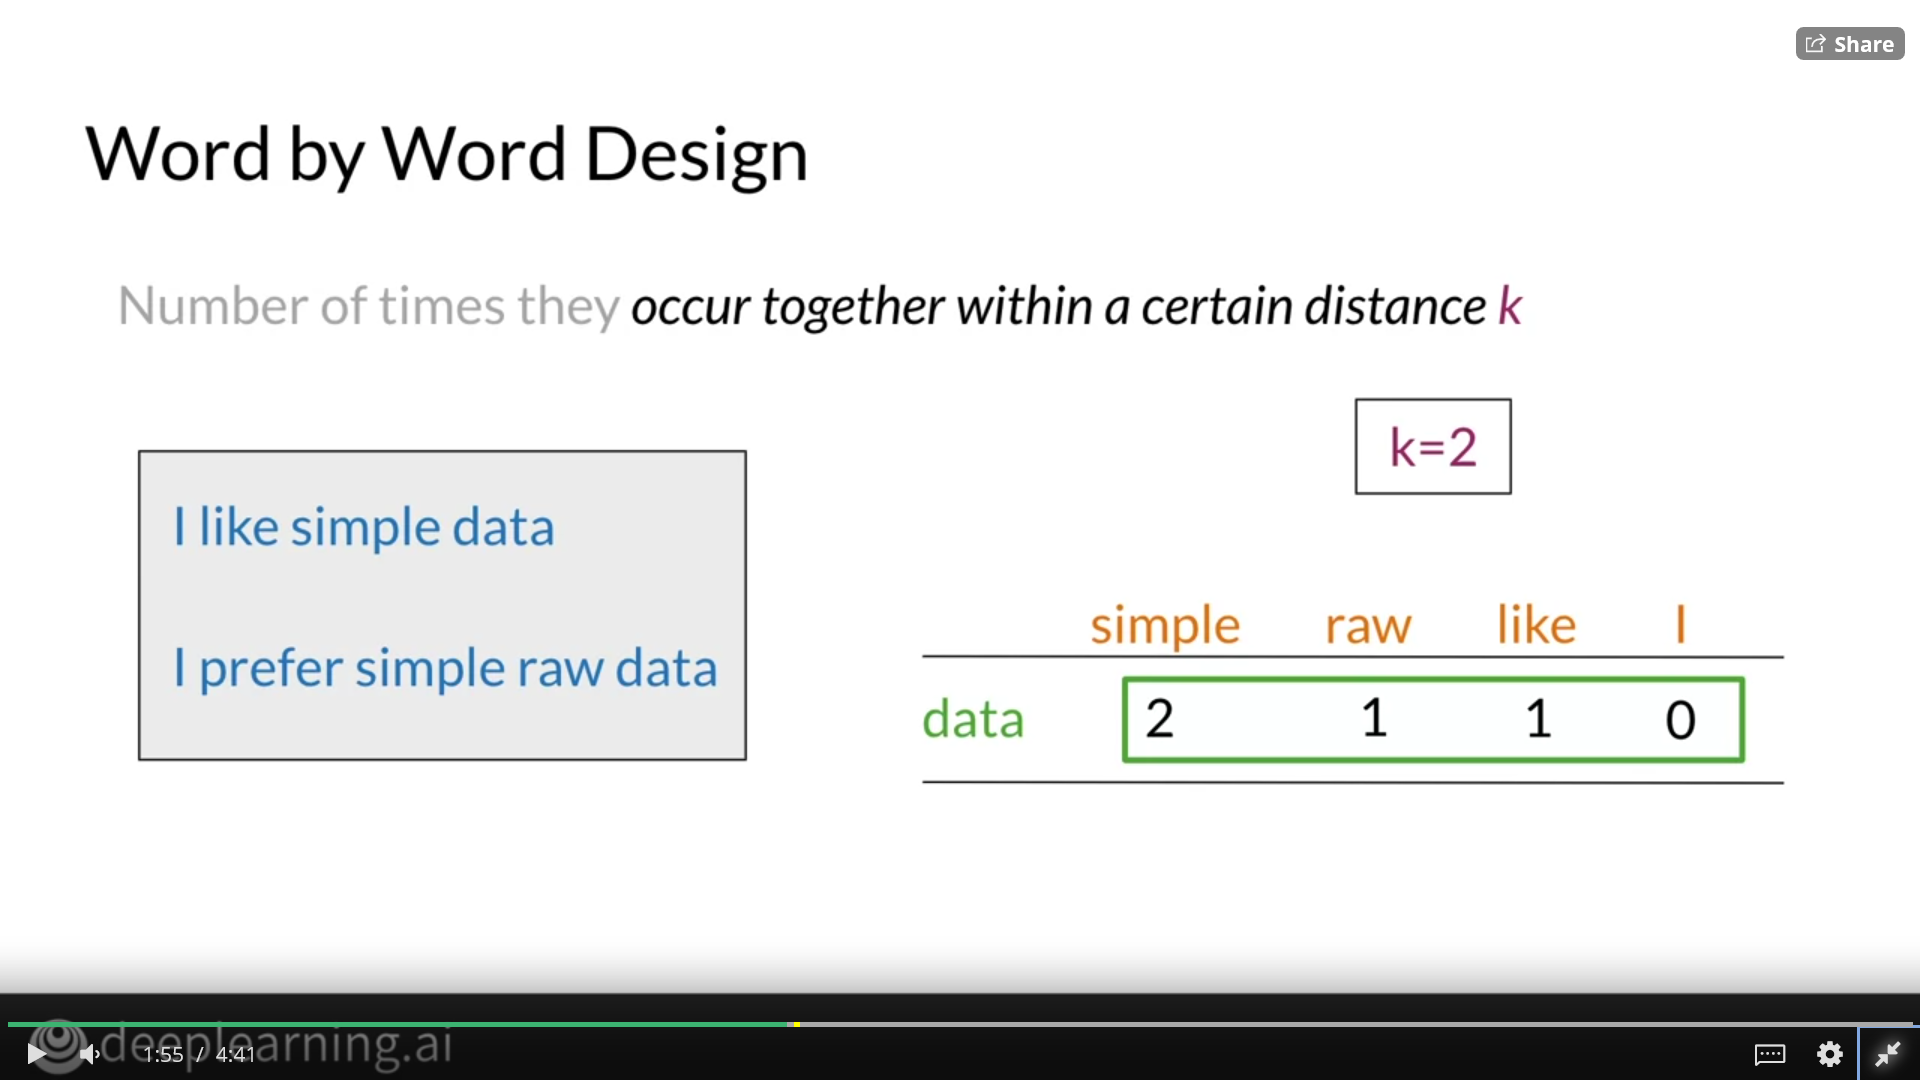 Share
Word by Word Design
Number of times they occur together within a certain distance k
k=2
I like simple data
I prefer simple raw data
simple raw like I
data 2 1 1 0
deeplearning.ai
1:55 / 4:41